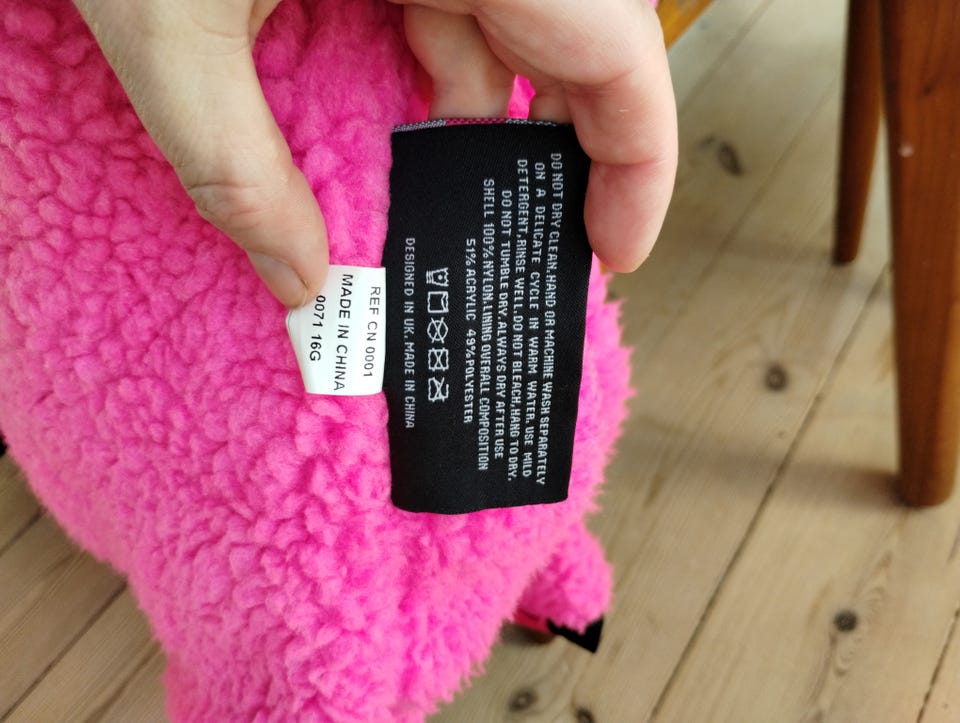 DO NOT DRY CLEAN. HAND OR MACHINE WASH SEPARATELY
ON A DELICATE CYCLE IN WARM WATER. USE MILD
DETERGENT, RINSE WELL. DO NOT BLEACH, HAND TO DRY.
DO NOT TUMBLE DRY. ALWAYS DRY AFTER USE
SHELL 100% NYLON. LINING OVERALL COMPOSITION
51% ACRYLIC 49% POLYESTER
DESIGNED IN UK, MADE IN CHINA
REF CN 0001
MADE IN CHINA
0071 16G